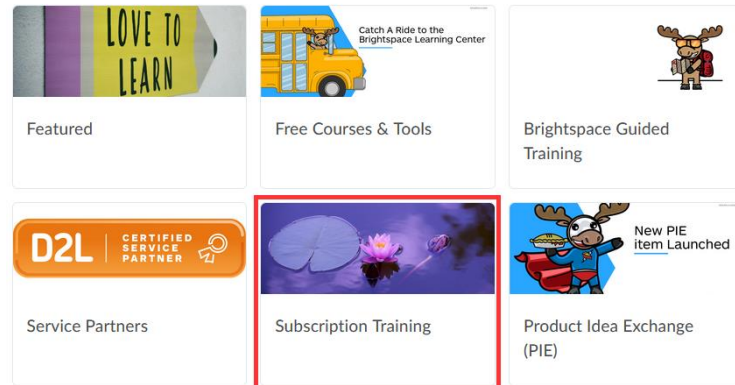 LOVE TO
LEARN
Catch A Ride to the
Brightspace Learning Center
Featured
Free Courses & Tools
Brightspace Guided
Training
D2L
CERTIFIED
SERVICE
PARTNER
New PIE
item Launched
Service Partners
Subscription Training
Product Idea Exchange
(PIE)